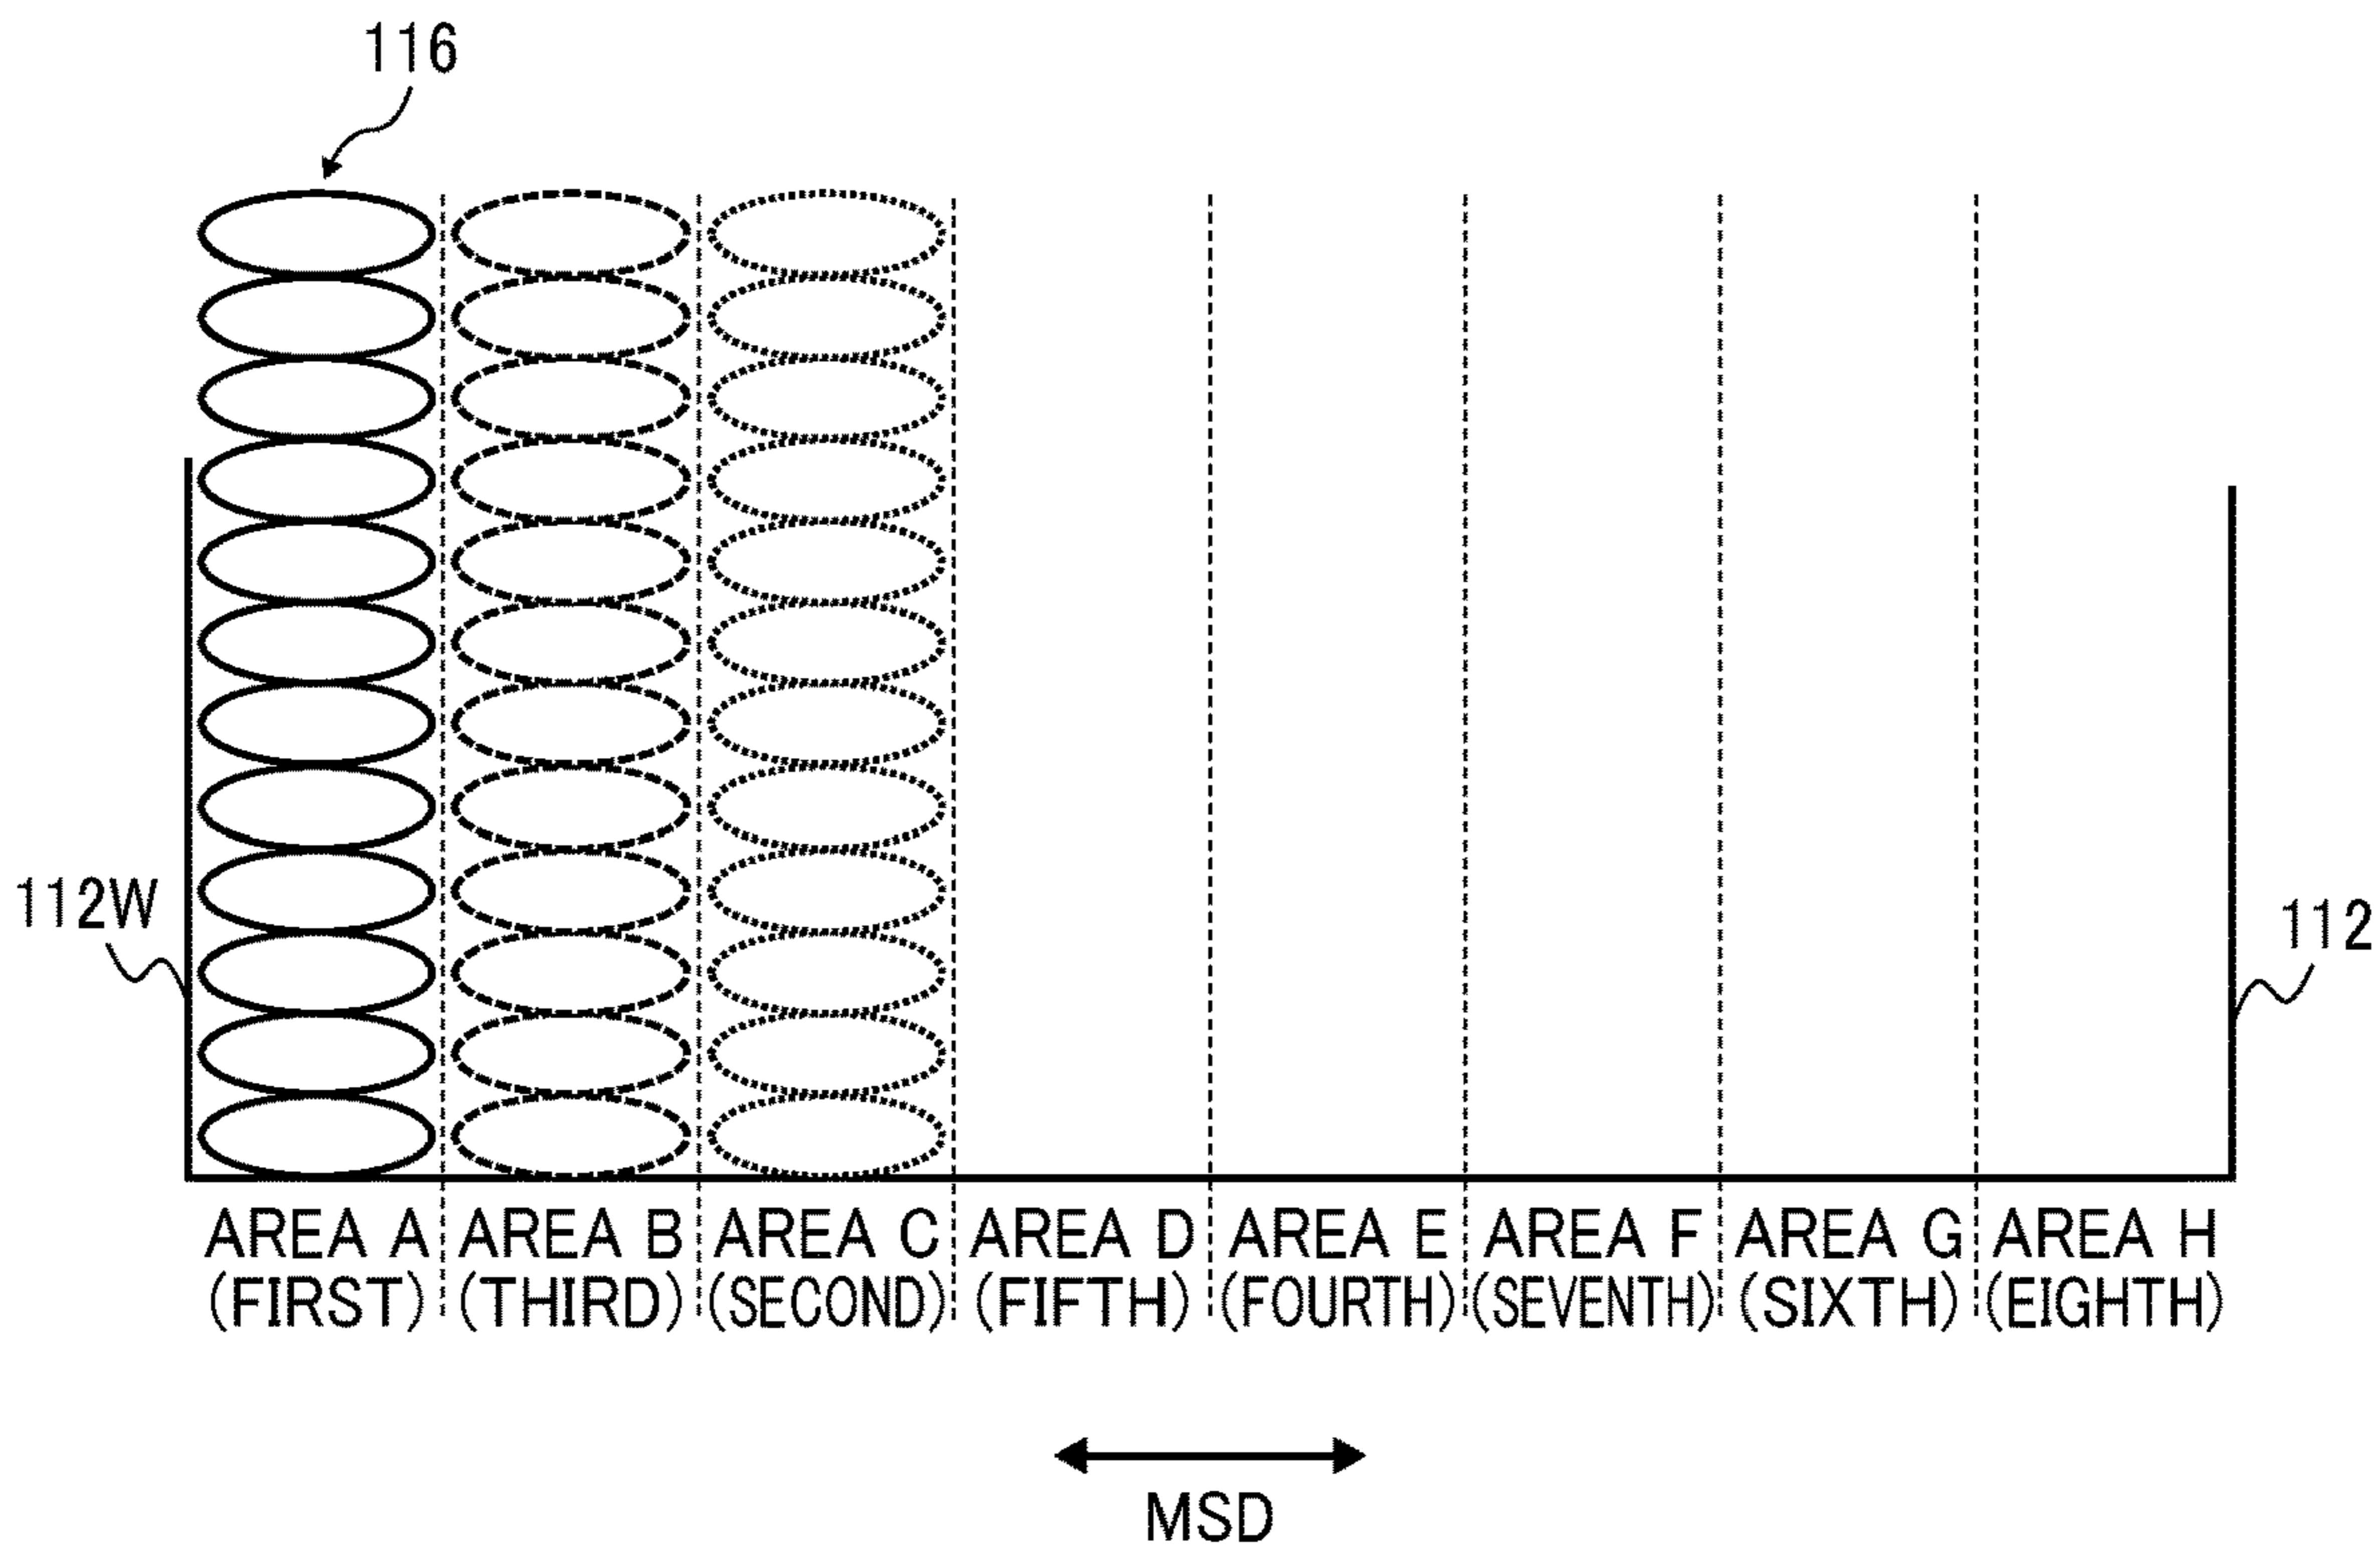 116
112W
112
AREA A AREA B AREA C AREA D AREA E AREA F AREA G AREA H
(FIRST) (THIRD) (SECOND) (FIFTH) (FOURTH) (SEVENTH) (SIXTH) (EIGHTH)
MSD